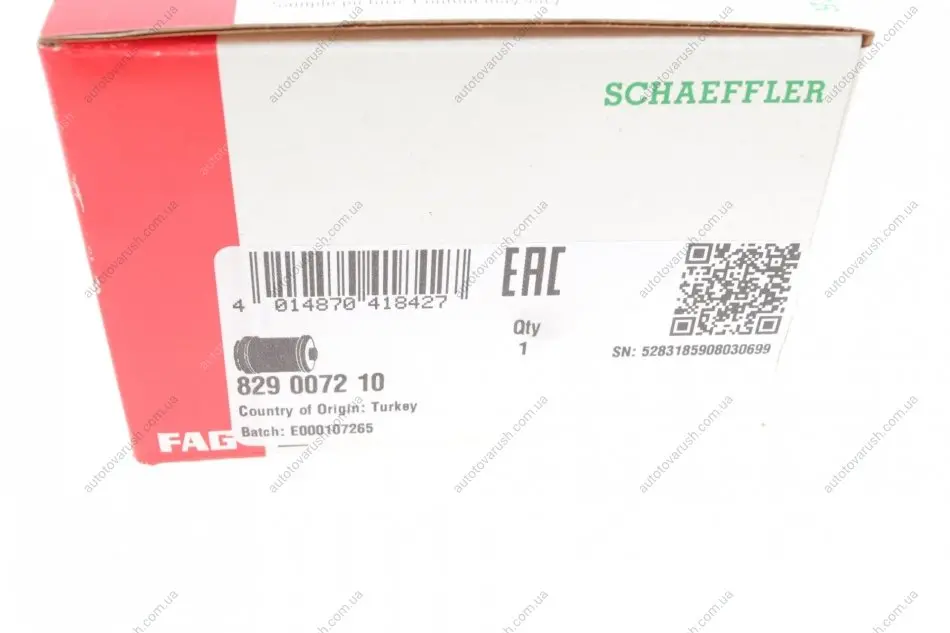 SCHAEFFLER
EAC
4 014870 418427
Qty
1
SN: 5283185908030699
829 0072 10
Country of Origin: Turkey
Batch: E000107265
FAG
autotovarush.com.ua